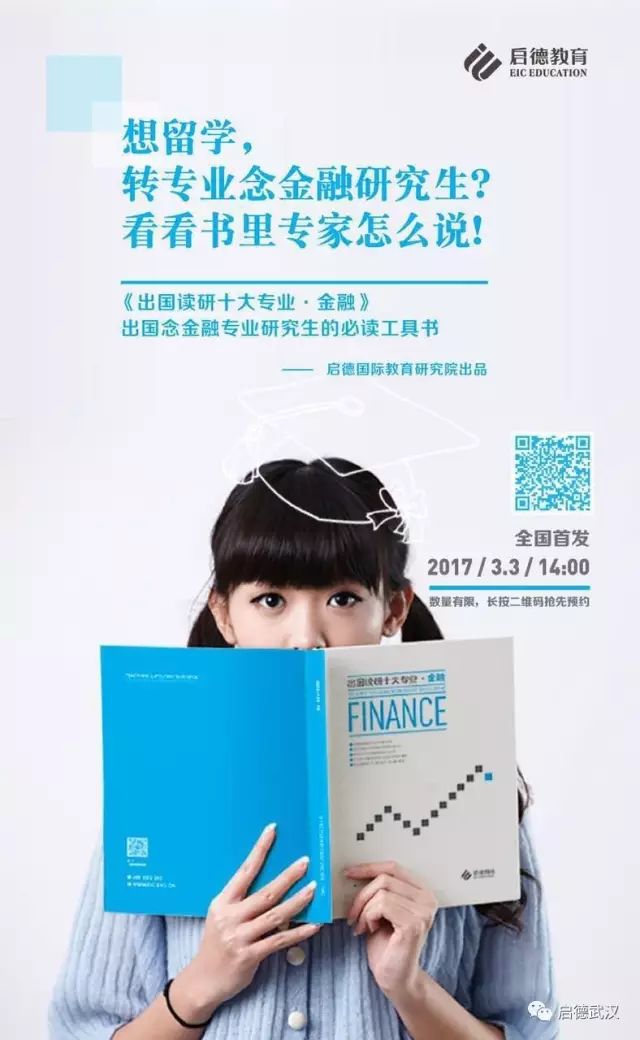 启德教育
EIC EDUCATION
想留学，
转专业念金融研究生？
看看书里专家怎么说！
《出国读研十大专业·金融》
出国念金融专业研究生的必读工具书
—— 启德国际教育研究院出品
全国首发
2017 / 3.3 / 14:00
数量有限，长按二维码抢先预约
出国读研十大专业·金融
FINANCE
启德教育
启德武汉